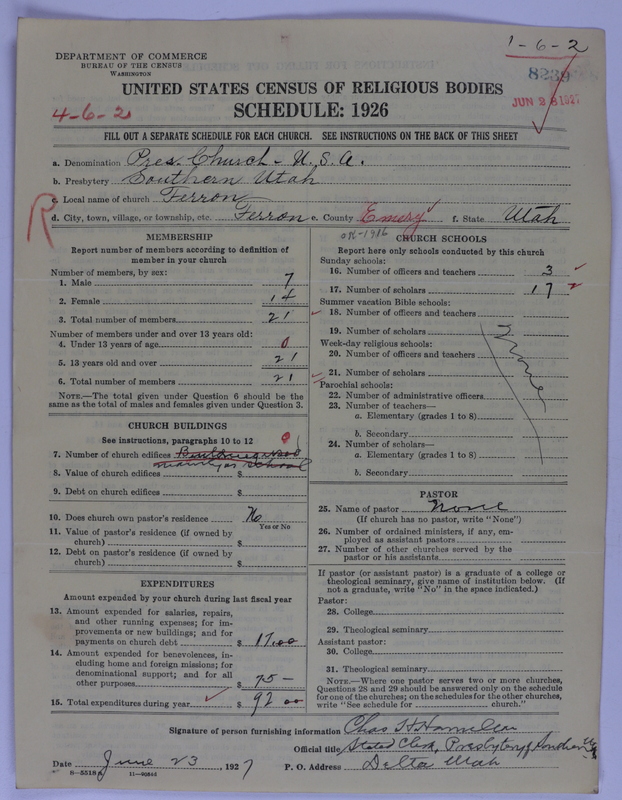 1-6-2
DEPARTMENT OF COMMERCE
BUREAU OF THE CENSUS
WASHINGTON
8239
UNITED STATES CENSUS OF RELIGIOUS BODIES
JUN 28 1927
4-6-2
SCHEDULE: 1926
FILL OUT A SEPARATE SCHEDULE FOR EACH CHURCH. SEE INSTRUCTIONS ON THE BACK OF THIS SHEET
a. Denomination Pres. Church - U.S.A.
b. Presbytery Southern Utah
c. Local name of church Ferron
R
d. City, town, village, or township, etc. Ferron e. County Emery f. State Utah
OK-1916
MEMBERSHIP
Report number of members according to definition of
member in your church
Number of members, by sex:
1. Male 7
2. Female 14
3. Total number of members 21
Number of members under and over 13 years old:
4. Under 13 years of age 0
5. 13 years old and over 21
6. Total number of members 21
NOTE.—The total given under Question 6 should be
same as the total of males and females given under Question 3.
CHURCH BUILDINGS
See instructions, paragraphs 10 to 12
7. Number of church edifices Building used 0
mainly as school
8. Value of church edifices $
9. Debt on church edifices $
10. Does church own pastor's residence No
Yes or No
11. Value of pastor's residence (if owned by
church) $
12. Debt on pastor's residence (if owned by
church) $
EXPENDITURES
Amount expended by your church during last fiscal year
13. Amount expended for salaries, repairs,
and other running expenses; for im-
provements or new buildings; and for
payments on church debt $ 17.00
14. Amount expended for benevolences, in-
cluding home and foreign missions; for
denominational support; and for all
other purposes $ 75 —
15. Total expenditures during year $ 92 00
CHURCH SCHOOLS
Report here only schools conducted by this church
Sunday schools:
16. Number of officers and teachers 3
17. Number of scholars 17
Summer vacation Bible schools:
18. Number of officers and teachers
19. Number of scholars
Week-day religious schools:
20. Number of officers and teachers
None
21. Number of scholars
Parochial schools:
22. Number of administrative officers
23. Number of teachers—
a. Elementary (grades 1 to 8)
b. Secondary
24. Number of scholars—
a. Elementary (grades 1 to 8)
b. Secondary
PASTOR
25. Name of pastor None
(If church has no pastor, write "None")
26. Number of ordained ministers, if any, em-
ployed as assistant pastors
27. Number of other churches served by the
pastor or his assistants
If pastor (or assistant pastor) is a graduate of a college or
theological seminary, give name of institution below. (If
not a graduate, write "No" in the space indicated.)
Pastor:
28. College
29. Theological seminary
Assistant pastor:
30. College
31. Theological seminary
NOTE.—Where one pastor serves two or more churches,
Questions 28 and 29 should be answered only on the schedule
for one of the churches; on the schedules for the other churches,
write "See schedule for church."
Signature of person furnishing information Chas H Hamilton
Official title Stated Clerk, Presbytery of Southern
Date June 23 1927 P. O. Address Delta Utah
11—9